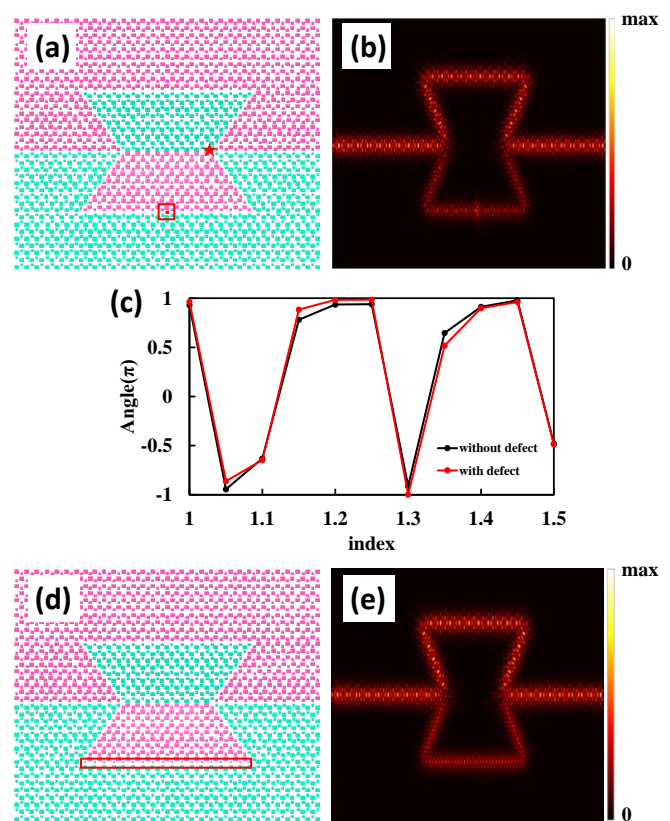 (a)
(b)
max
0
(c)
Angle(π)
1
0.5
0
-0.5
-1
without defect
with defect
1
1.1
1.2
1.3
1.4
1.5
index
(d)
(e)
max
0